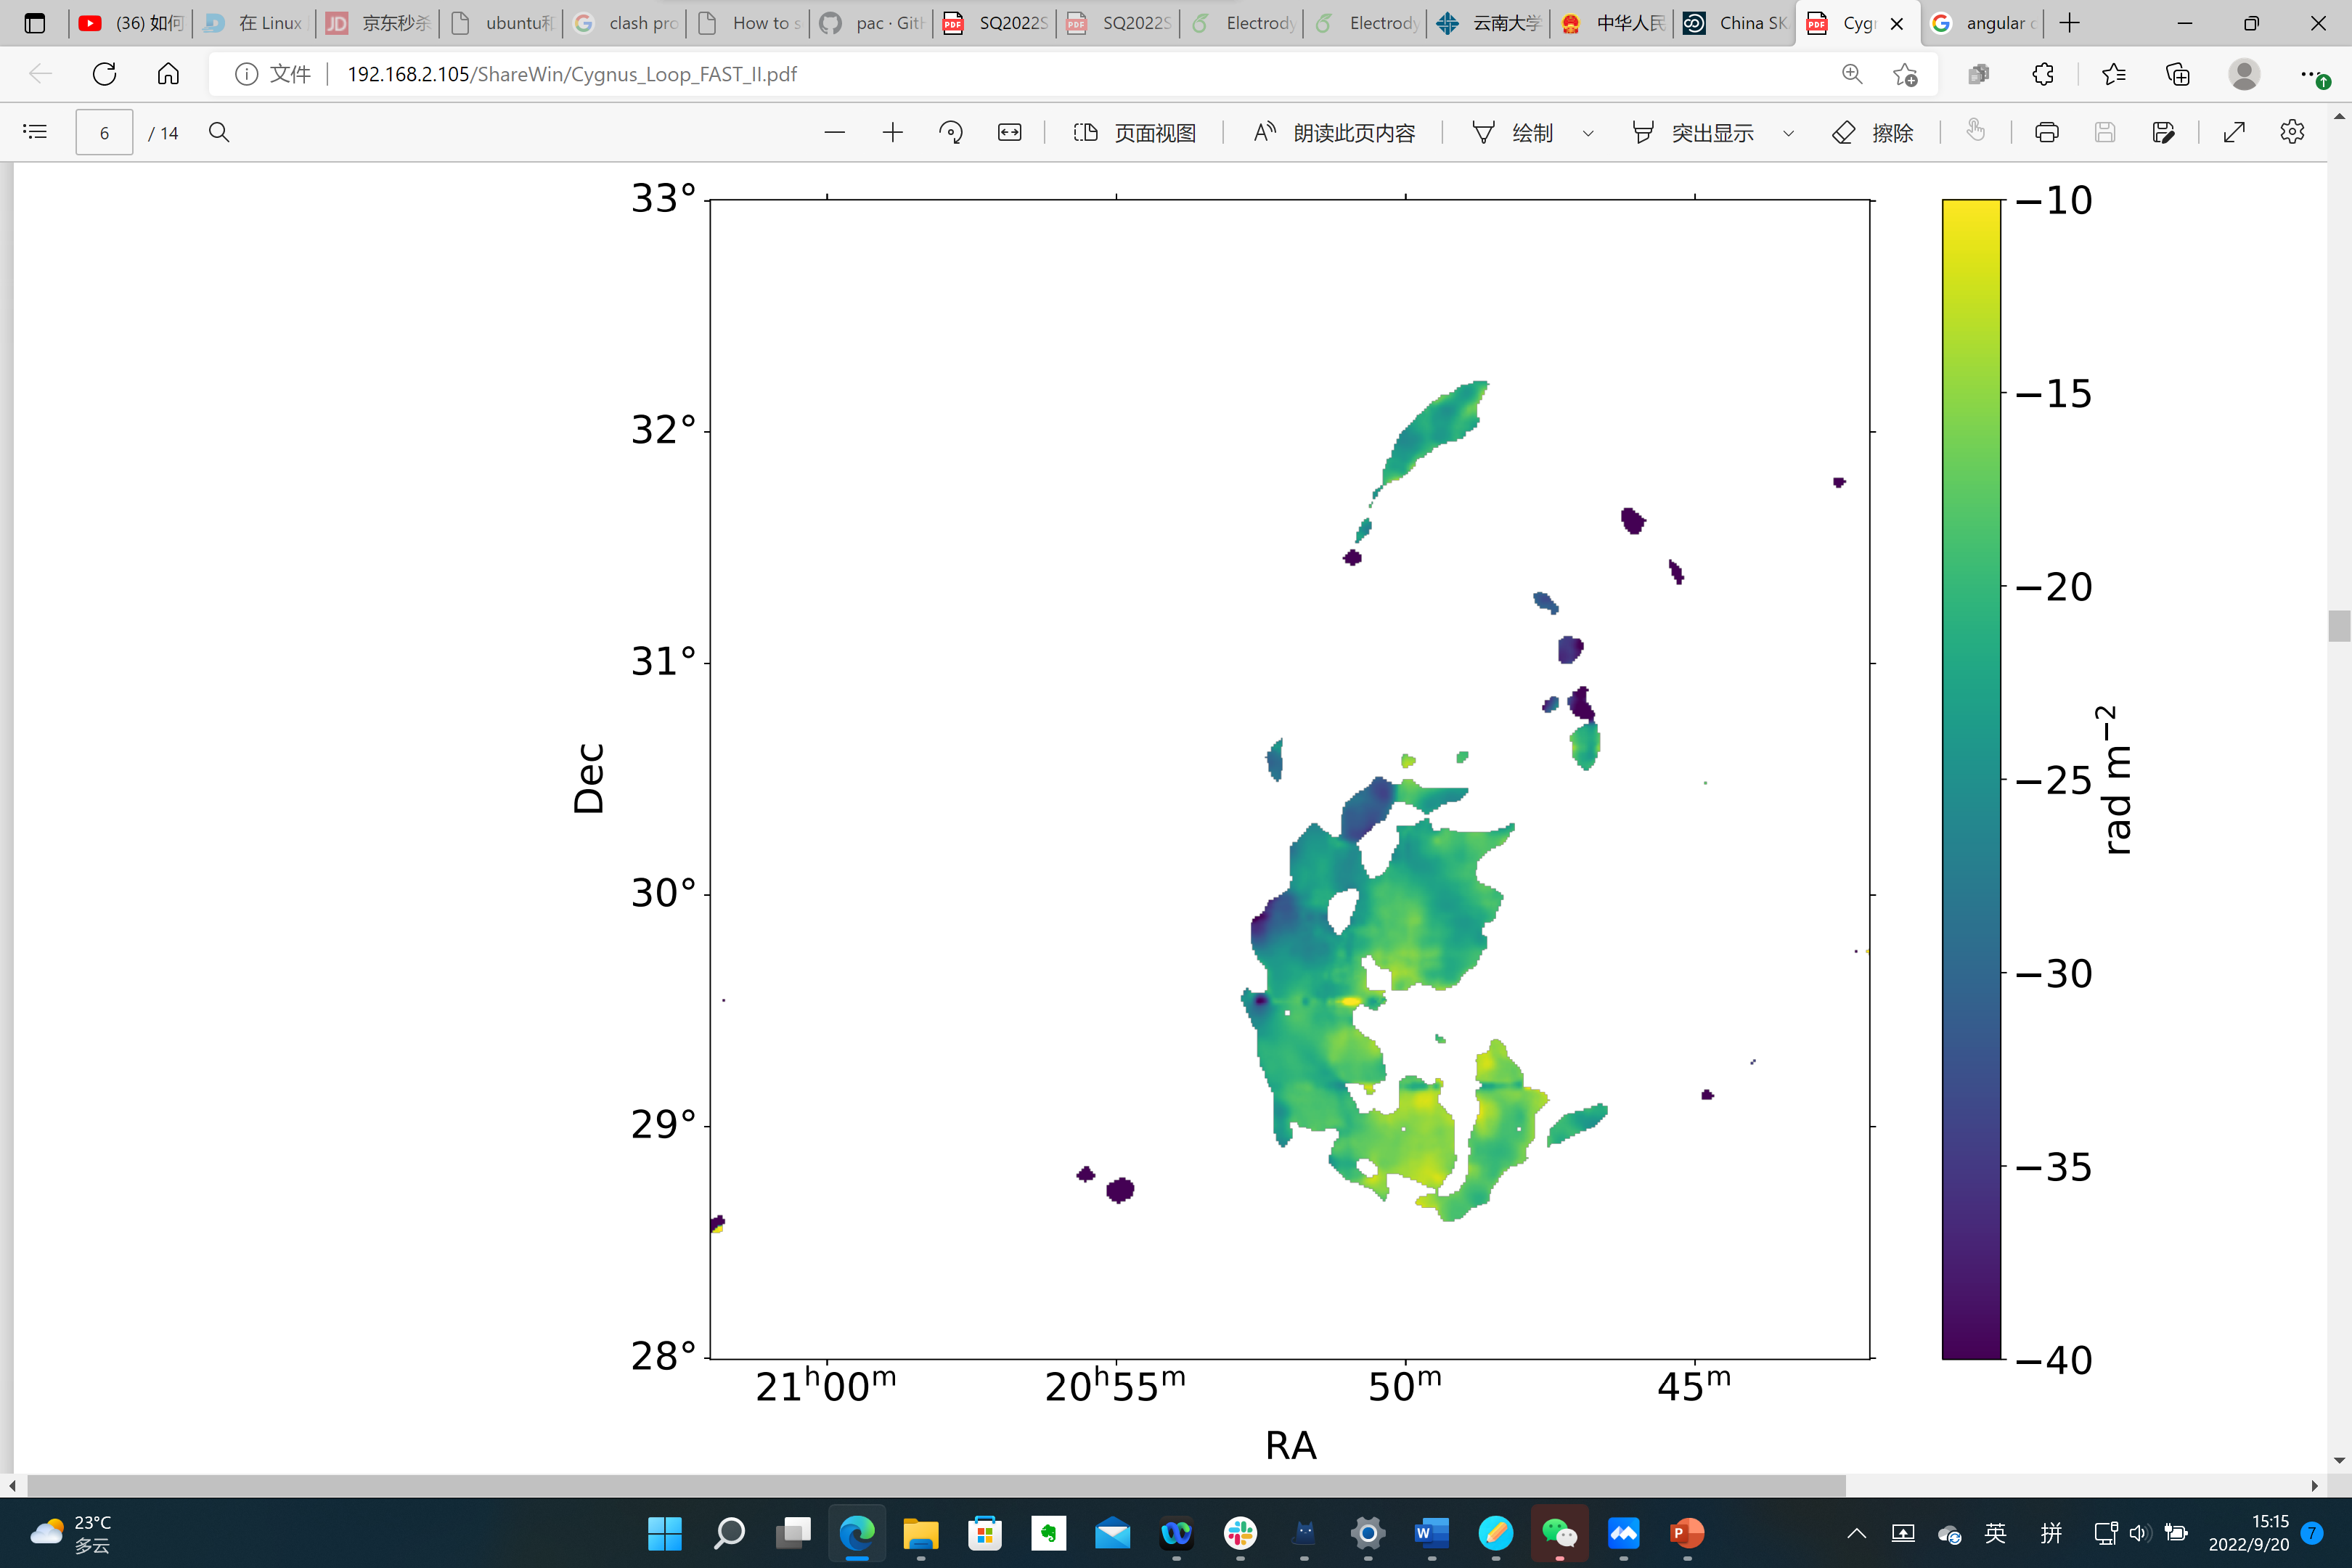 (36) 如何
在 Linux
京东秒杀
ubuntu和
clash pro
How to s
pac · Gith
SQ2022S
SQ2022S
Electrody
Electrody
云南大学
中华人民
China SK
Cygn
angular c
文件
192.168.2.105/ShareWin/Cygnus_Loop_FAST_II.pdf
6 / 14
页面视图
朗读此页内容
绘制
突出显示
擦除
33°
32°
31°
30°
29°
28°
Dec
21ʰ00ᵐ
20ʰ55ᵐ
50ᵐ
45ᵐ
RA
−10
−15
−20
−25
−30
−35
−40
rad m⁻²
23°C
多云
英
拼
15:15
2022/9/20
7